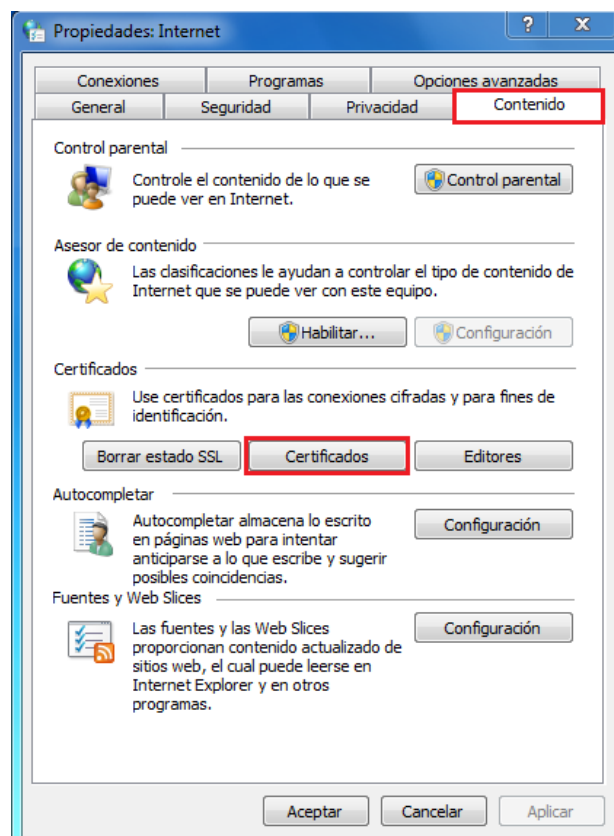 Propiedades: Internet
?
X
Conexiones
Programas
Opciones avanzadas
General
Seguridad
Privacidad
Contenido
Control parental
Controle el contenido de lo que se
puede ver en Internet.
Control parental
Asesor de contenido
Las clasificaciones le ayudan a controlar el tipo de contenido de
Internet que se puede ver con este equipo.
Habilitar...
Configuración
Certificados
Use certificados para las conexiones cifradas y para fines de
identificación.
Borrar estado SSL
Certificados
Editores
Autocompletar
Autocompletar almacena lo escrito
en páginas web para intentar
anticiparse a lo que escribe y sugerir
posibles coincidencias.
Configuración
Fuentes y Web Slices
Las fuentes y las Web Slices
proporcionan contenido actualizado de
sitios web, el cual puede leerse en
Internet Explorer y en otros
programas.
Configuración
Aceptar
Cancelar
Aplicar